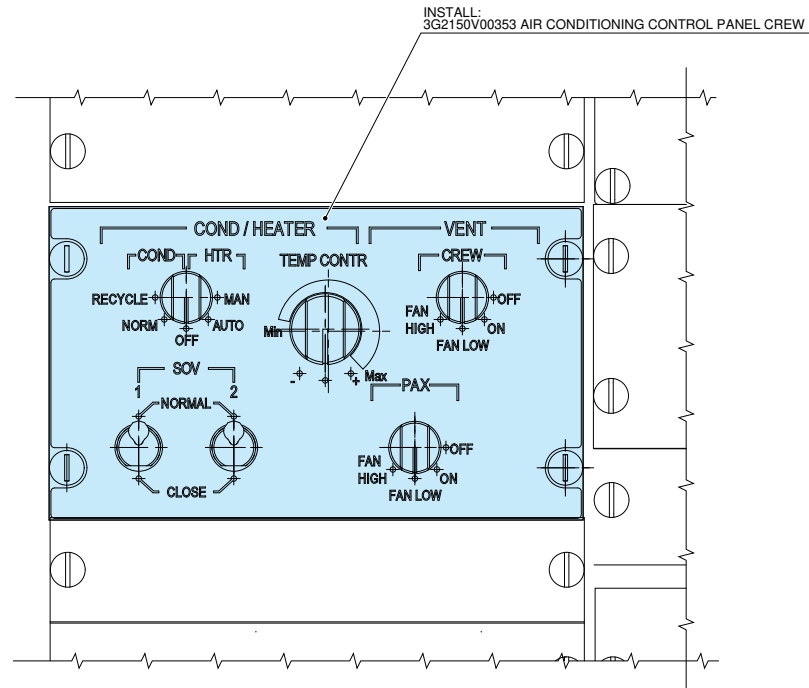 INSTALL:
3G2150V00353 AIR CONDITIONING CONTROL PANEL CREW
COND / HEATER
VENT
COND
HTR
TEMP CONTR
CREW
RECYCLE
MAN
NORM
AUTO
OFF
Min
Max
-
+
FAN
HIGH
OFF
ON
FAN LOW
SOV
1
2
NORMAL
CLOSE
PAX
FAN
HIGH
OFF
ON
FAN LOW